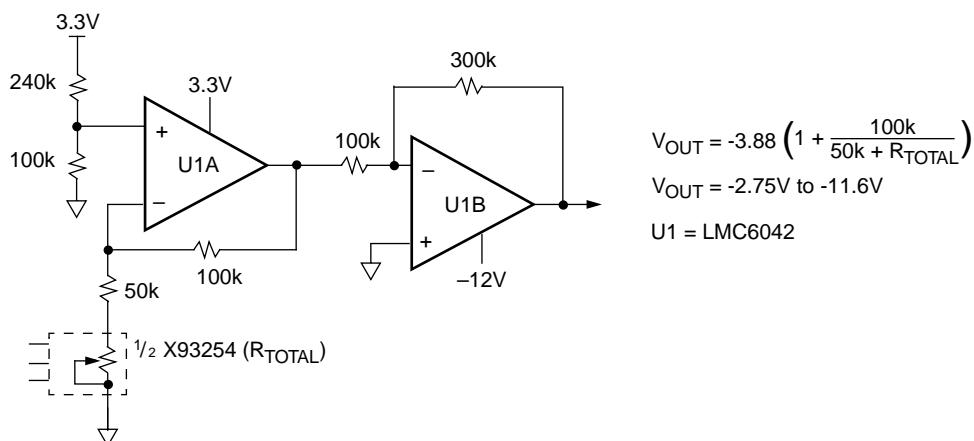 3.3V
240k
100k
+
−
U1A
3.3V
100k
50k
½ X93254 (RTOTAL)
100k
300k
−
+
U1B
–12V
VOUT = -3.88 (1 + 100k / 50k + RTOTAL)
VOUT = -2.75V to -11.6V
U1 = LMC6042